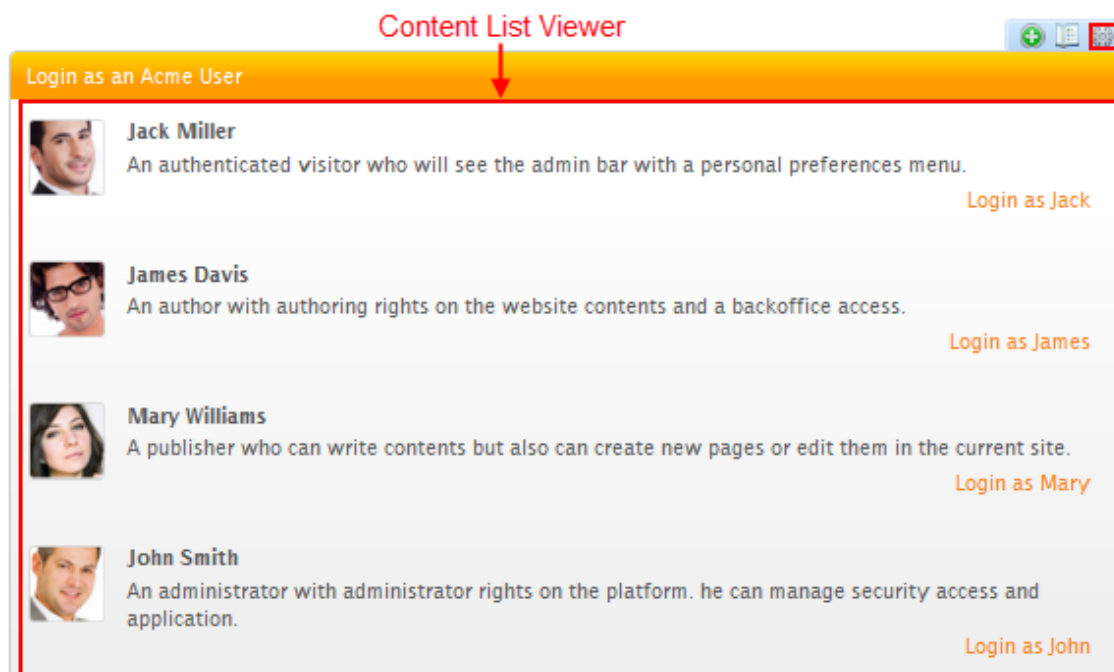 Content List Viewer
Login as an Acme User
Jack Miller
An authenticated visitor who will see the admin bar with a personal preferences menu.
Login as Jack
James Davis
An author with authoring rights on the website contents and a backoffice access.
Login as James
Mary Williams
A publisher who can write contents but also can create new pages or edit them in the current site.
Login as Mary
John Smith
An administrator with administrator rights on the platform. he can manage security access and
application.
Login as John